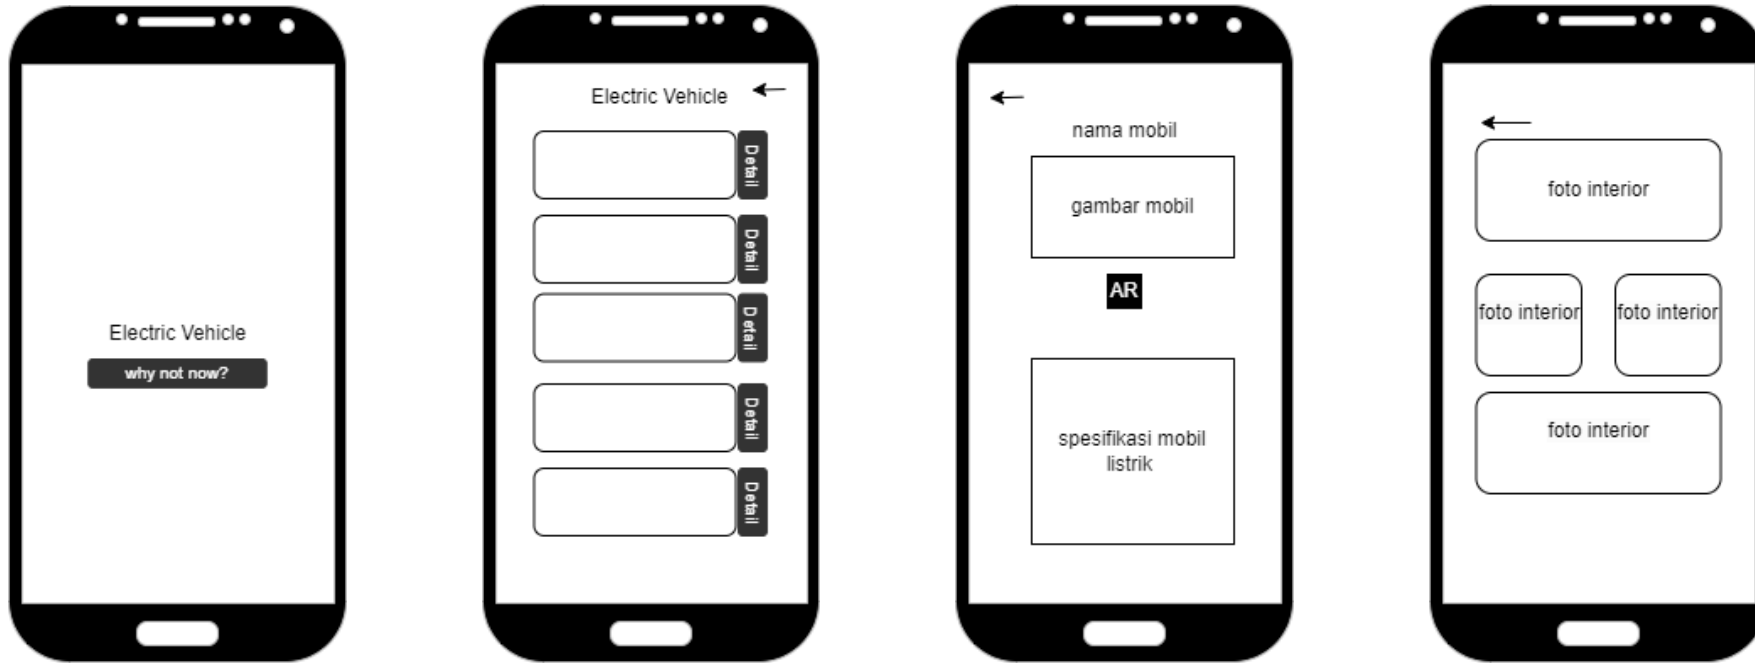 Electric Vehicle
why not now?
Electric Vehicle
Detail
Detail
Detail
Detail
Detail
nama mobil
gambar mobil
AR
spesifikasi mobil
listrik
foto interior
foto interior
foto interior
foto interior